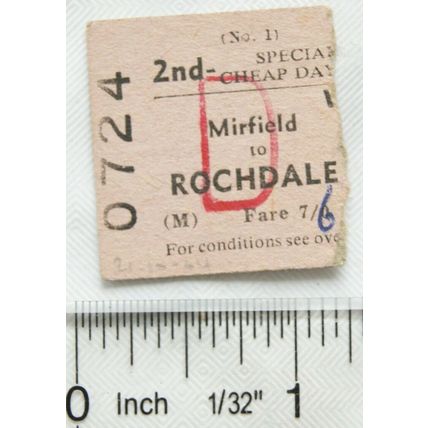 (No. 1)
2nd- SPECIA
CHEAP DAY
D
Mirfield
to
ROCHDALE
(M) Fare 7/6
For conditions see ove
0724
0 Inch 1/32" 1